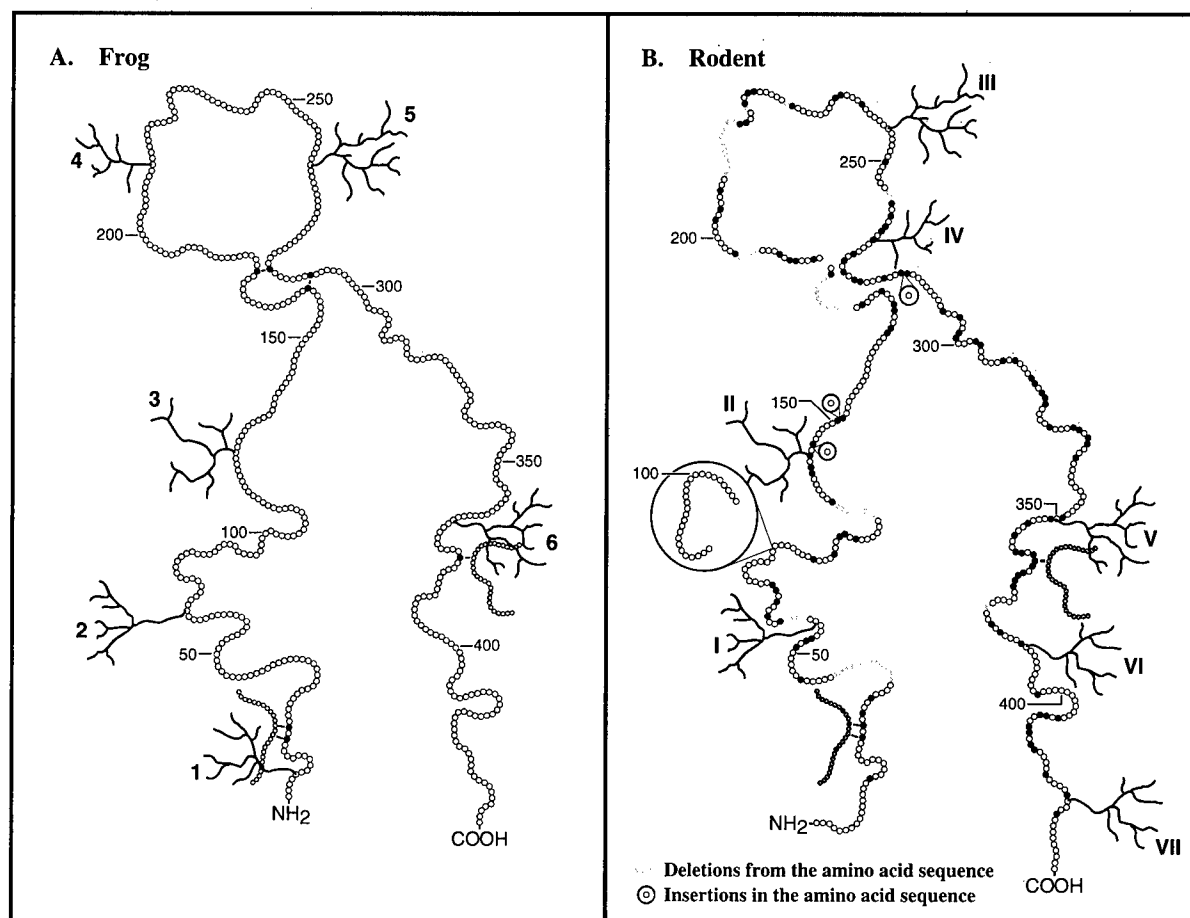 A. Frog
250
5
4
200
300
150
3
350
100
6
2
50
400
1
NH2
COOH
B. Rodent
III
250
IV
200
300
II
150
100
350
V
I
50
VI
400
NH2
VII
COOH
Deletions from the amino acid sequence
Insertions in the amino acid sequence